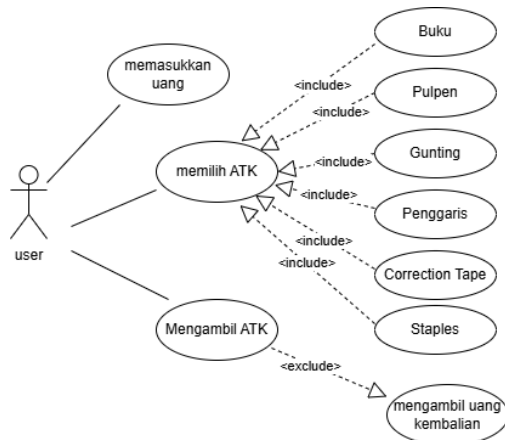 Buku
memasukkan
uang
<include>
Pulpen
<include>
Gunting
<include>
memilih ATK
<include>
Penggaris
user
<include>
<include>
Correction Tape
Mengambil ATK
Staples
<exclude>
mengambil uang
kembalian